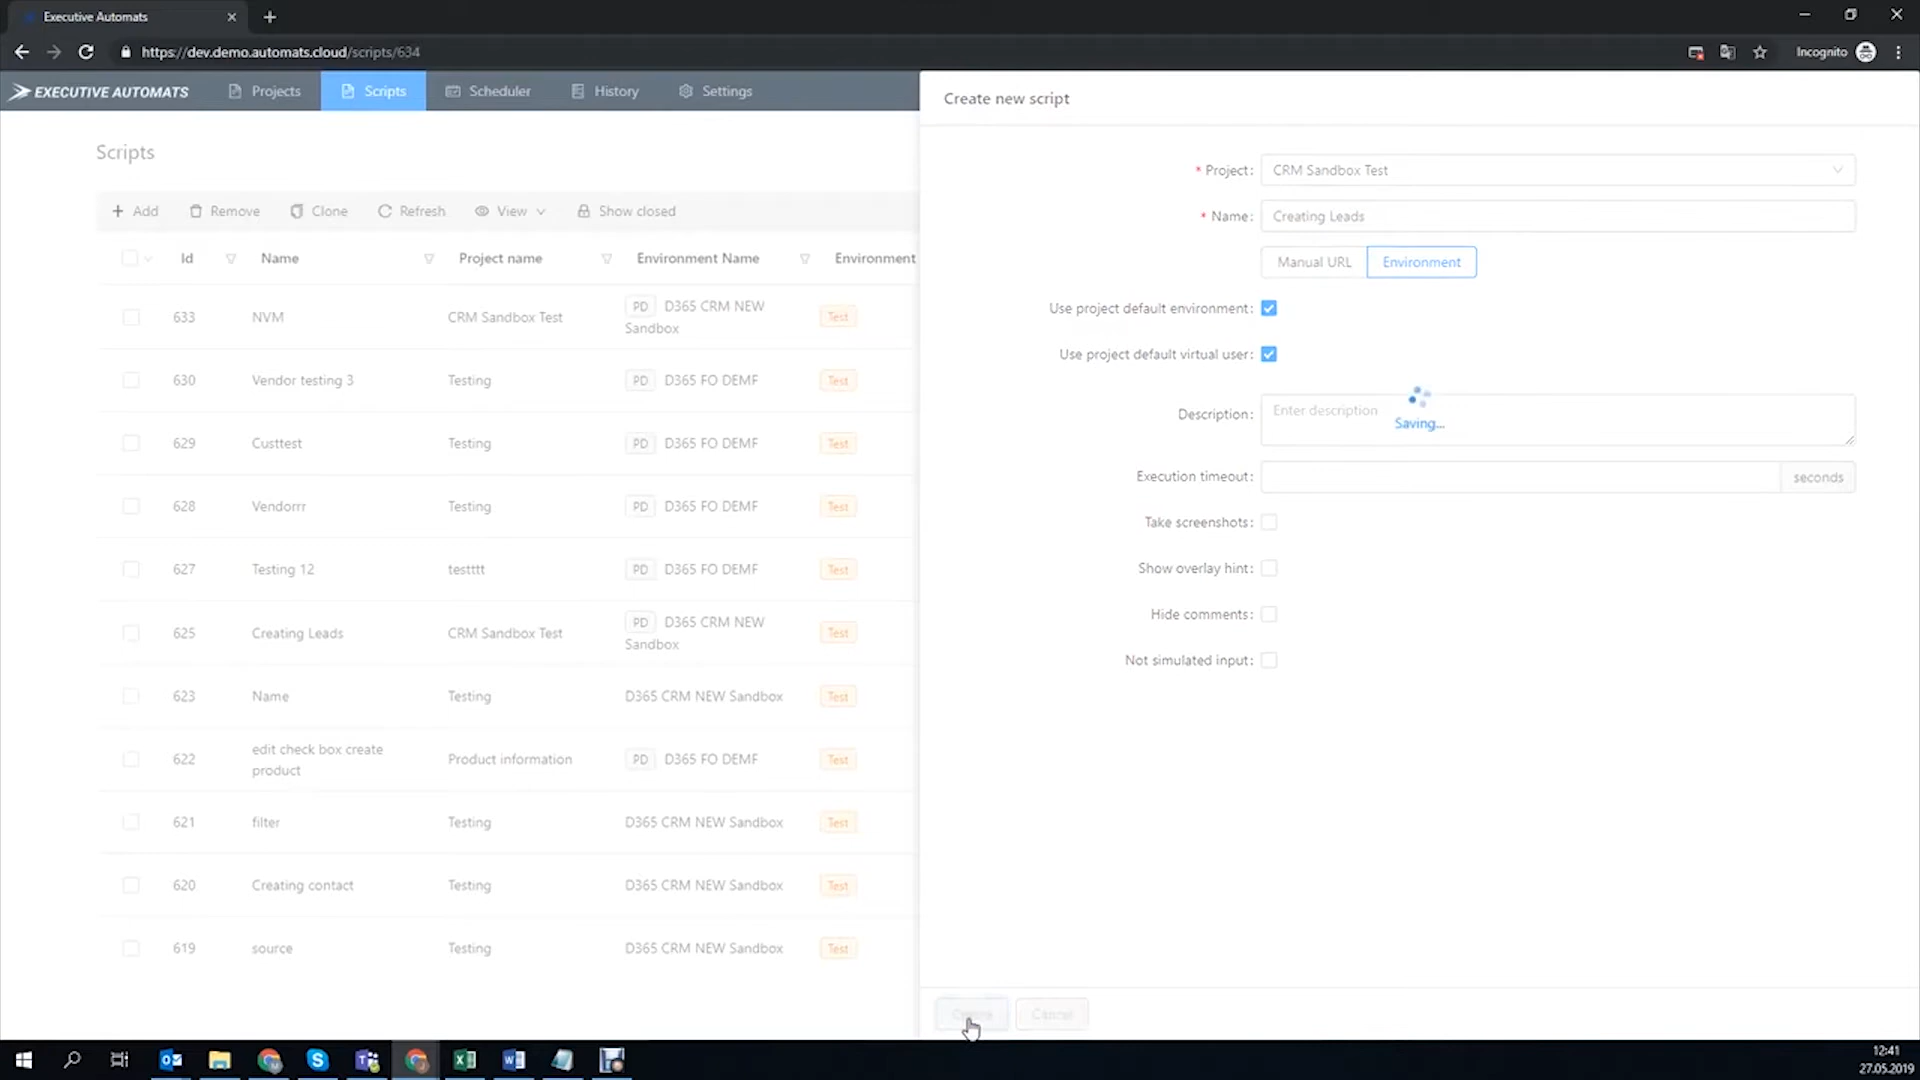 Executive Automats
https://dev.demo.automats.cloud/scripts/634
Incognito
EXECUTIVE AUTOMATS
Projects
Scripts
Scheduler
History
Settings
Scripts
Add
Remove
Clone
Refresh
View
Show closed
Id
Name
Project name
Environment Name
Environment
633
NVM
CRM Sandbox Test
PD D365 CRM NEW
Sandbox
Test
630
Vendor testing 3
Testing
PD D365 FO DEMF
Test
629
Custtest
Testing
PD D365 FO DEMF
Test
628
Vendorrr
Testing
PD D365 FO DEMF
Test
627
Testing 12
testttt
PD D365 FO DEMF
Test
625
Creating Leads
CRM Sandbox Test
PD D365 CRM NEW
Sandbox
Test
623
Name
Testing
D365 CRM NEW Sandbox
Test
622
edit check box create
product
Product information
PD D365 FO DEMF
Test
621
filter
Testing
D365 CRM NEW Sandbox
Test
620
Creating contact
Testing
D365 CRM NEW Sandbox
Test
619
source
Testing
D365 CRM NEW Sandbox
Test
Create new script
* Project:
CRM Sandbox Test
* Name:
Creating Leads
Manual URL
Environment
Use project default environment:
Use project default virtual user:
Description:
Enter description
Saving...
Execution timeout:
seconds
Take screenshots:
Show overlay hint:
Hide comments:
Not simulated input:
Create
Cancel
12:41
27.05.2019